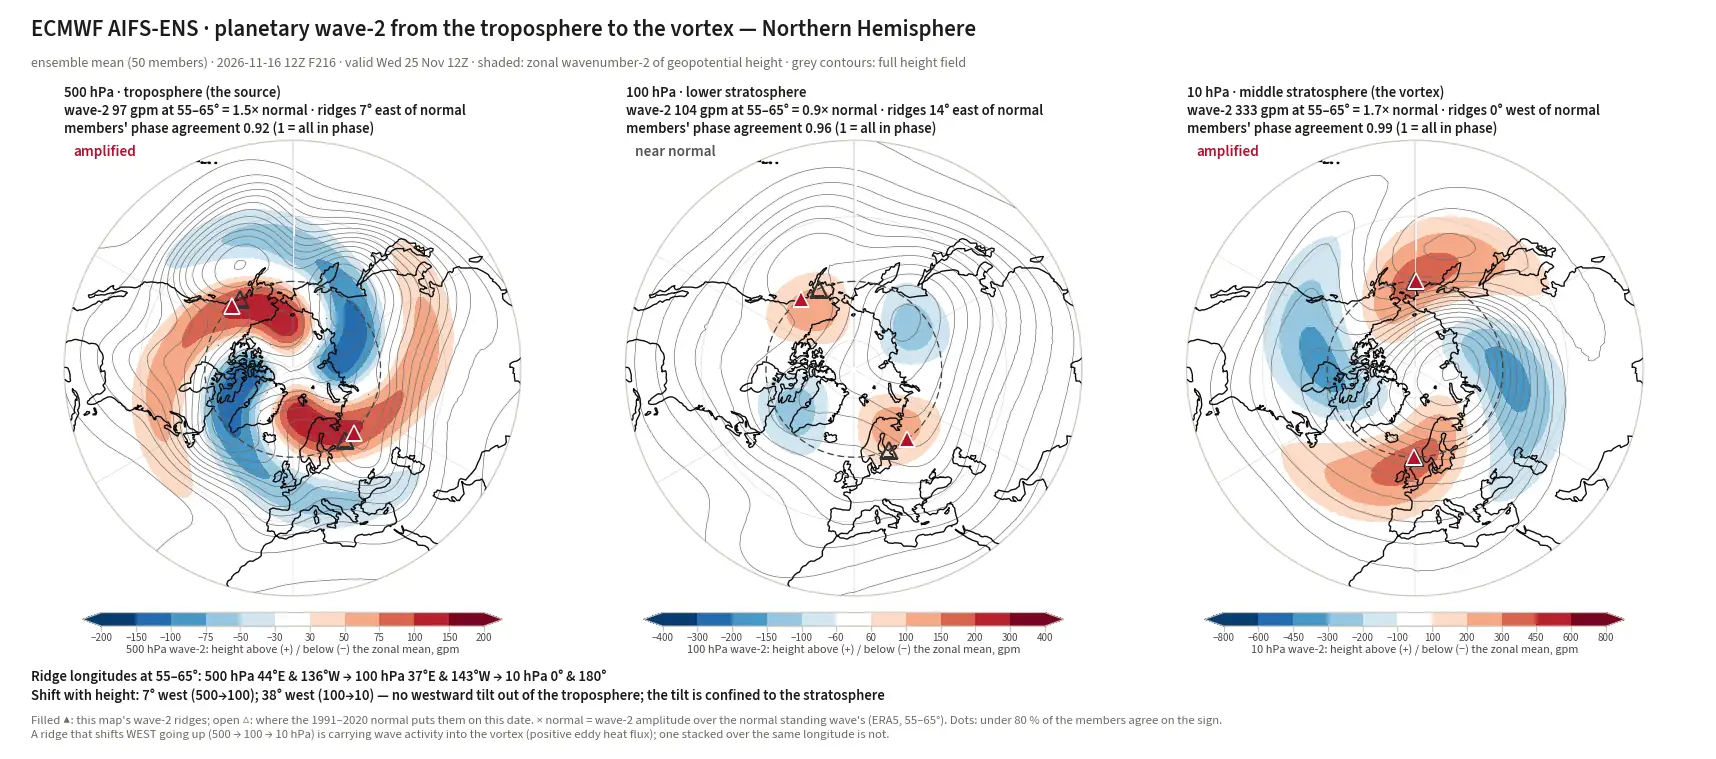 ECMWF AIFS-ENS · planetary wave-2 from the troposphere to the vortex — Northern Hemisphere
ensemble mean (50 members) · 2026-11-16 12Z F216 · valid Wed 25 Nov 12Z · shaded: zonal wavenumber-2 of geopotential height · grey contours: full height field
500 hPa · troposphere (the source)
wave-2 97 gpm at 55–65° = 1.5× normal · ridges 7° east of normal
members' phase agreement 0.92 (1 = all in phase)
amplified
100 hPa · lower stratosphere
wave-2 104 gpm at 55–65° = 0.9× normal · ridges 14° east of normal
members' phase agreement 0.96 (1 = all in phase)
near normal
10 hPa · middle stratosphere (the vortex)
wave-2 333 gpm at 55–65° = 1.7× normal · ridges 0° west of normal
members' phase agreement 0.99 (1 = all in phase)
amplified
−200 −150 −100 −75 −50 −30 30 50 75 100 150 200
500 hPa wave-2: height above (+) / below (−) the zonal mean, gpm
−400 −300 −200 −150 −100 −60 60 100 150 200 300 400
100 hPa wave-2: height above (+) / below (−) the zonal mean, gpm
−800 −600 −450 −300 −200 −100 100 200 300 450 600 800
10 hPa wave-2: height above (+) / below (−) the zonal mean, gpm
Ridge longitudes at 55–65°: 500 hPa 44°E & 136°W → 100 hPa 37°E & 143°W → 10 hPa 0° & 180°
Shift with height: 7° west (500→100); 38° west (100→10) — no westward tilt out of the troposphere; the tilt is confined to the stratosphere
Filled ▲: this map's wave-2 ridges; open △: where the 1991–2020 normal puts them on this date. × normal = wave-2 amplitude over the normal standing wave's (ERA5, 55–65°). Dots: under 80 % of the members agree on the sign.
A ridge that shifts WEST going up (500 → 100 → 10 hPa) is carrying wave activity into the vortex (positive eddy heat flux); one stacked over the same longitude is not.